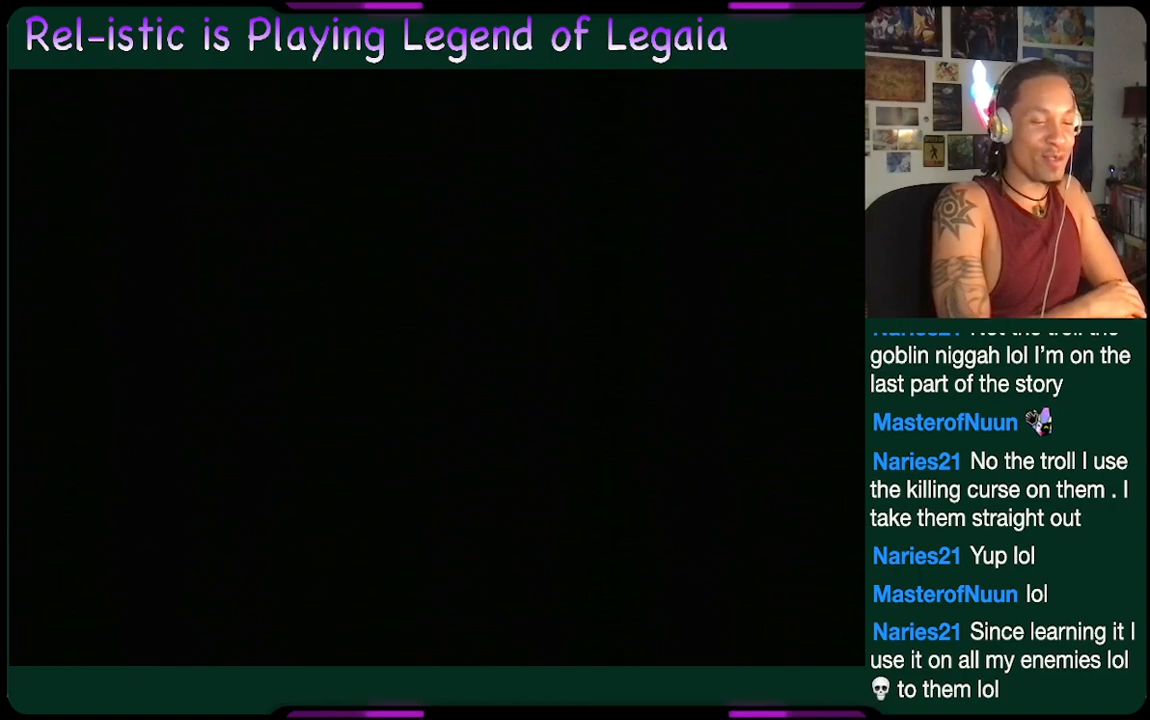 Rel-istic is Playing Legend of Legaia
goblin niggah lol I’m on the
last part of the story
MasterofNuun
Naries21 No the troll I use
the killing curse on them . I
take them straight out
Naries21 Yup lol
MasterofNuun lol
Naries21 Since learning it I
use it on all my enemies lol
💀 to them lol